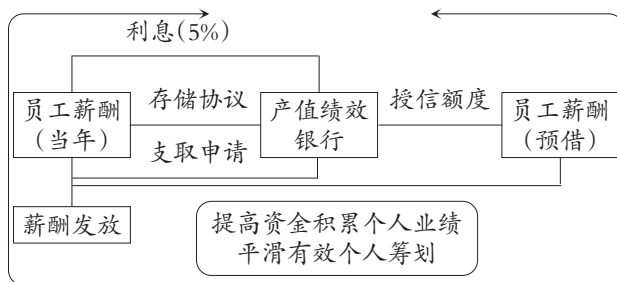 利息(5%)
员工薪酬
(当年)
存储协议
支取申请
产值绩效
银行
授信额度
员工薪酬
(预借)
薪酬发放
提高资金积累个人业绩
平滑有效个人筹划